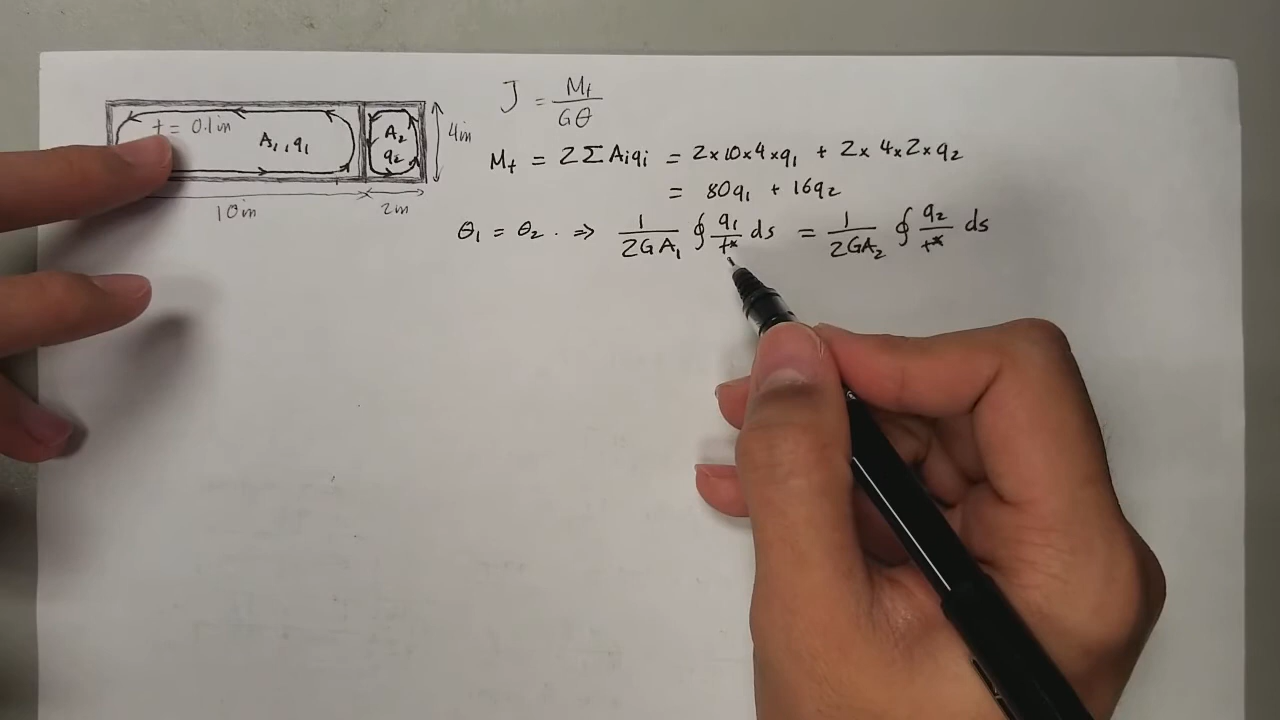 t = 0.1in
A₁, q₁
A₂
q₂
4in
10in
2in
J = Mₜ / Gθ
Mₜ = 2ΣAᵢqᵢ = 2×10×4×q₁ + 2×4×2×q₂
= 80q₁ + 16q₂
θ₁ = θ₂ . ⇒ 1/2GA₁ ∮ q₁/t* ds = 1/2GA₂ ∮ q₂/t* ds